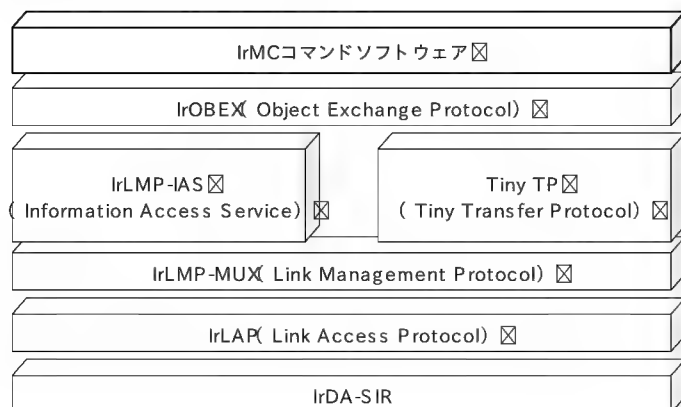 IrMCコマンドソフトウェア☒
IrOBEX( Object Exchange Protocol) ☒
IrLMP-IAS☒
( Information Access Service) ☒
Tiny TP☒
( Tiny Transfer Protocol) ☒
IrLMP-MUX( Link Management Protocol) ☒
IrLAP( Link Access Protocol) ☒
IrDA-SIR